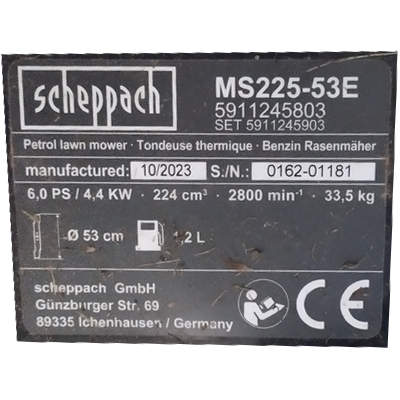 scheppach
MS225-53E
5911245803
SET 5911245903
Petrol lawn mower · Tondeuse thermique · Benzin Rasenmäher
manufactured: 10/2023 S./N.: 0162-01181
6,0 PS / 4,4 KW · 224 cm³ · 2800 min⁻¹ · 33,5 kg
Ø 53 cm
scheppach GmbH
Günzburger Str. 69
89335 Ichenhausen / Germany
CE